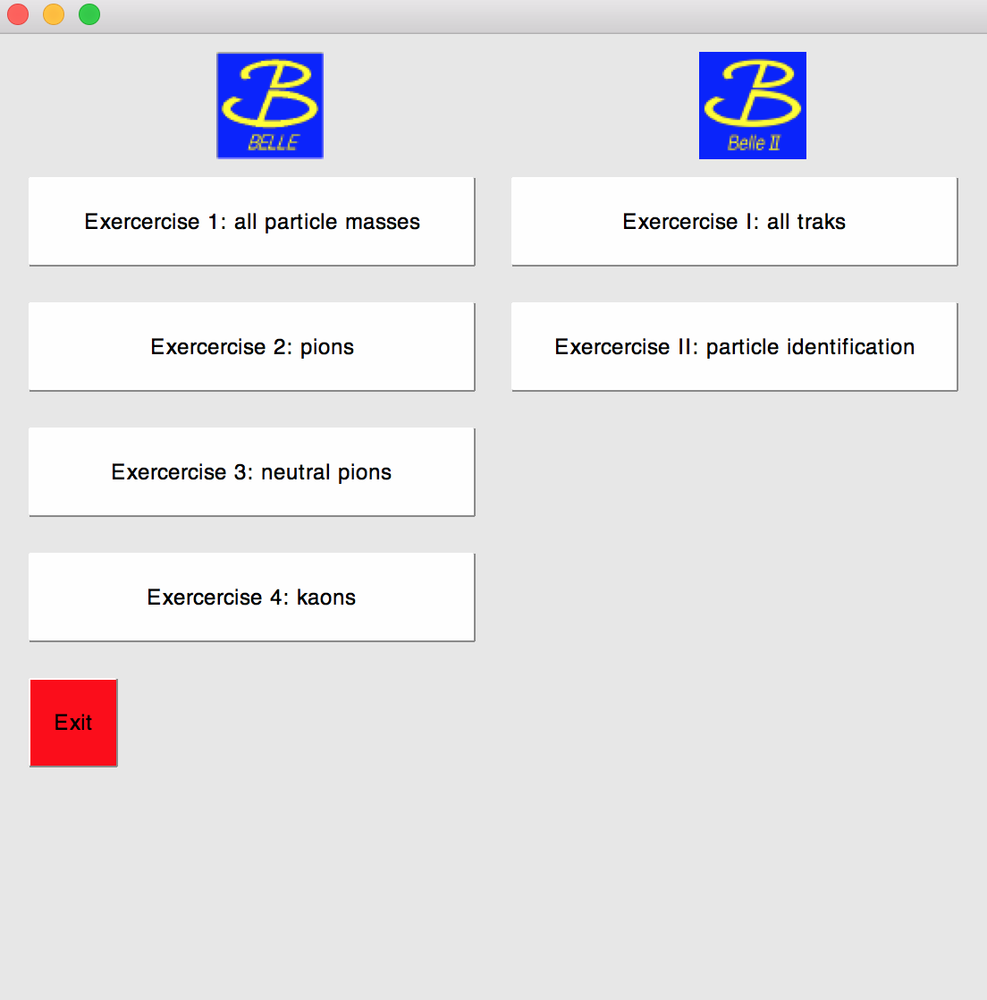 BELLE
Belle II
Exercercise 1: all particle masses
Exercercise I: all traks
Exercercise 2: pions
Exercercise II: particle identification
Exercercise 3: neutral pions
Exercercise 4: kaons
Exit